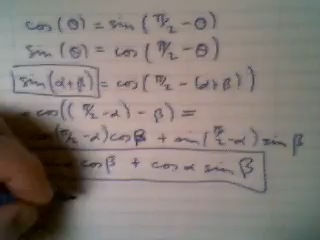 cos(θ) = sin(π/2 - θ)
sin(θ) = cos(π/2 - θ)
sin(α+β) = cos(π/2 - (α+β))
= cos((π/2 - α) - β) =
cos(π/2 - α) cos β + sin(π/2 - α) sin β
cos β + cos α sin β